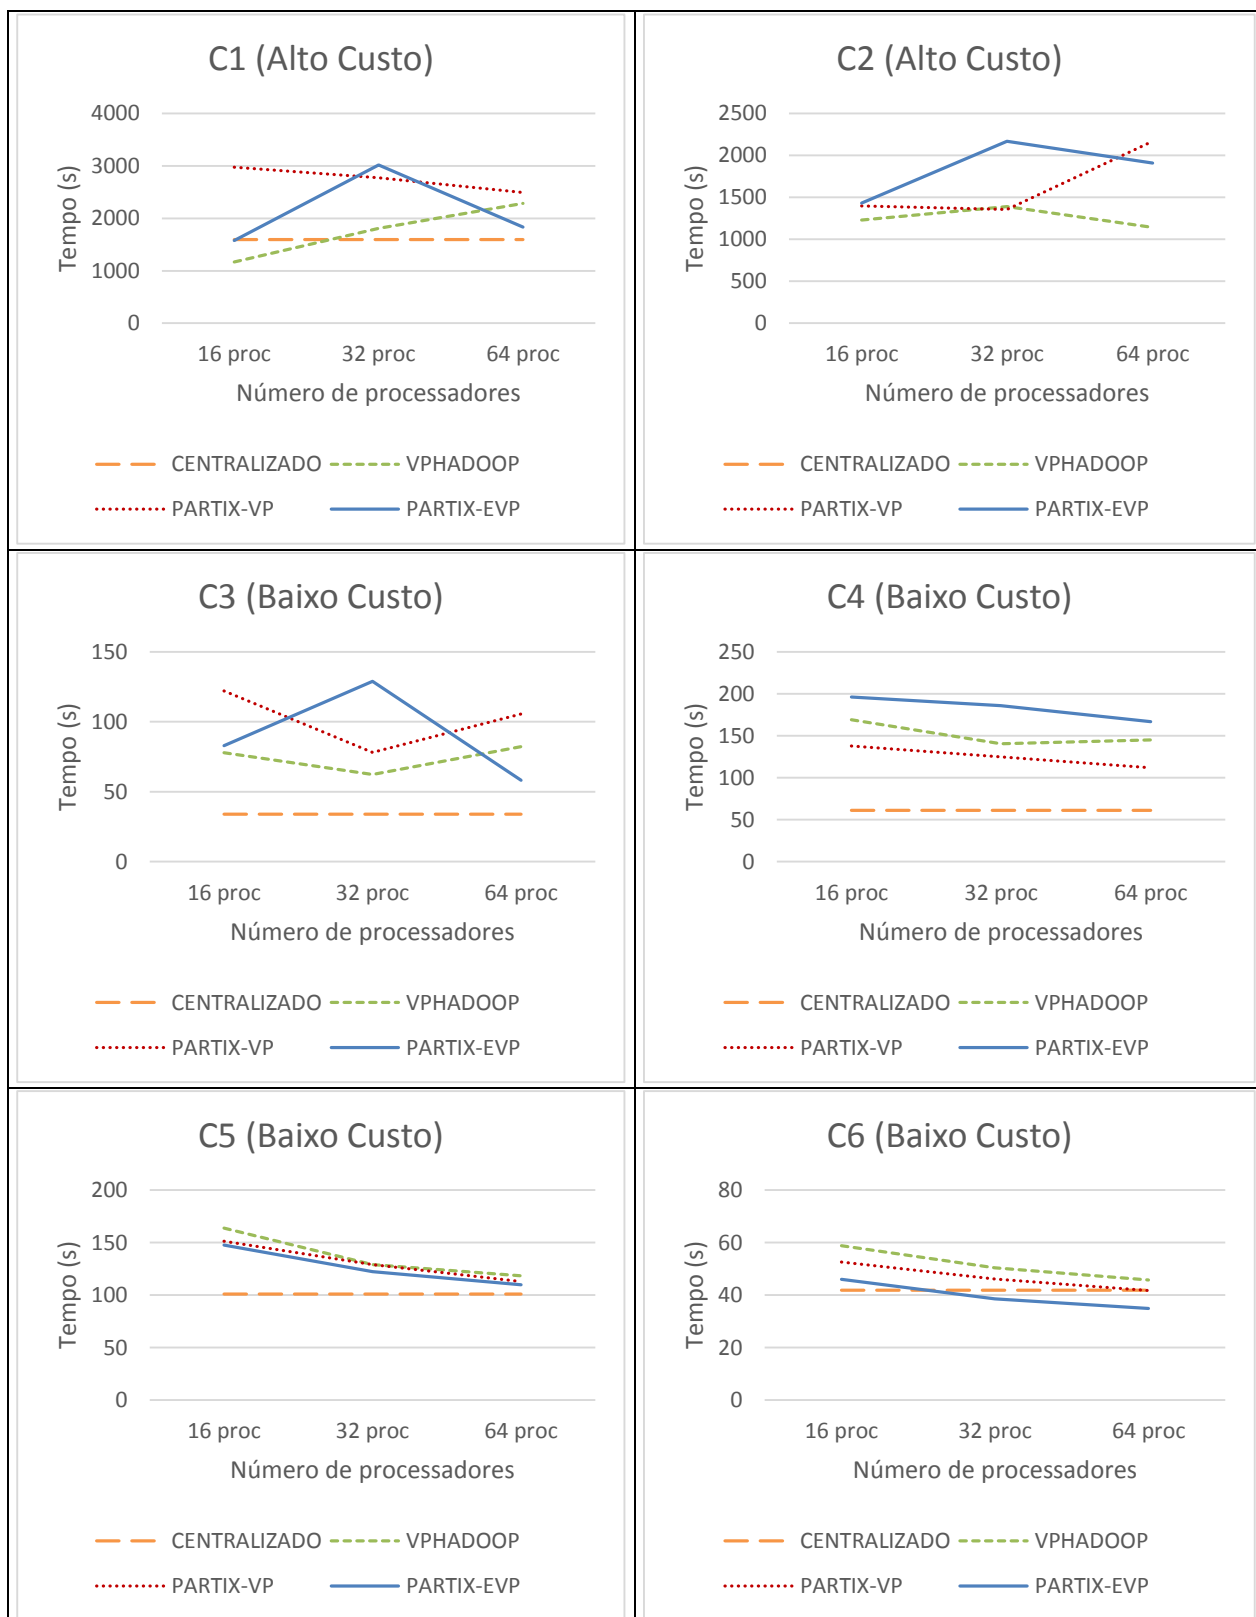 C1 (Alto Custo)
4000
3000
2000
1000
0
Tempo (s)
16 proc 32 proc 64 proc
Número de processadores
CENTRALIZADO VPHADOOP
PARTIX-VP PARTIX-EVP
C2 (Alto Custo)
2500
2000
1500
1000
500
0
Tempo (s)
16 proc 32 proc 64 proc
Número de processadores
CENTRALIZADO VPHADOOP
PARTIX-VP PARTIX-EVP
C3 (Baixo Custo)
150
100
50
0
Tempo (s)
16 proc 32 proc 64 proc
Número de processadores
CENTRALIZADO VPHADOOP
PARTIX-VP PARTIX-EVP
C4 (Baixo Custo)
250
200
150
100
50
0
Tempo (s)
16 proc 32 proc 64 proc
Número de processadores
CENTRALIZADO VPHADOOP
PARTIX-VP PARTIX-EVP
C5 (Baixo Custo)
200
150
100
50
0
Tempo (s)
16 proc 32 proc 64 proc
Número de processadores
CENTRALIZADO VPHADOOP
PARTIX-VP PARTIX-EVP
C6 (Baixo Custo)
80
60
40
20
0
Tempo (s)
16 proc 32 proc 64 proc
Número de processadores
CENTRALIZADO VPHADOOP
PARTIX-VP PARTIX-EVP